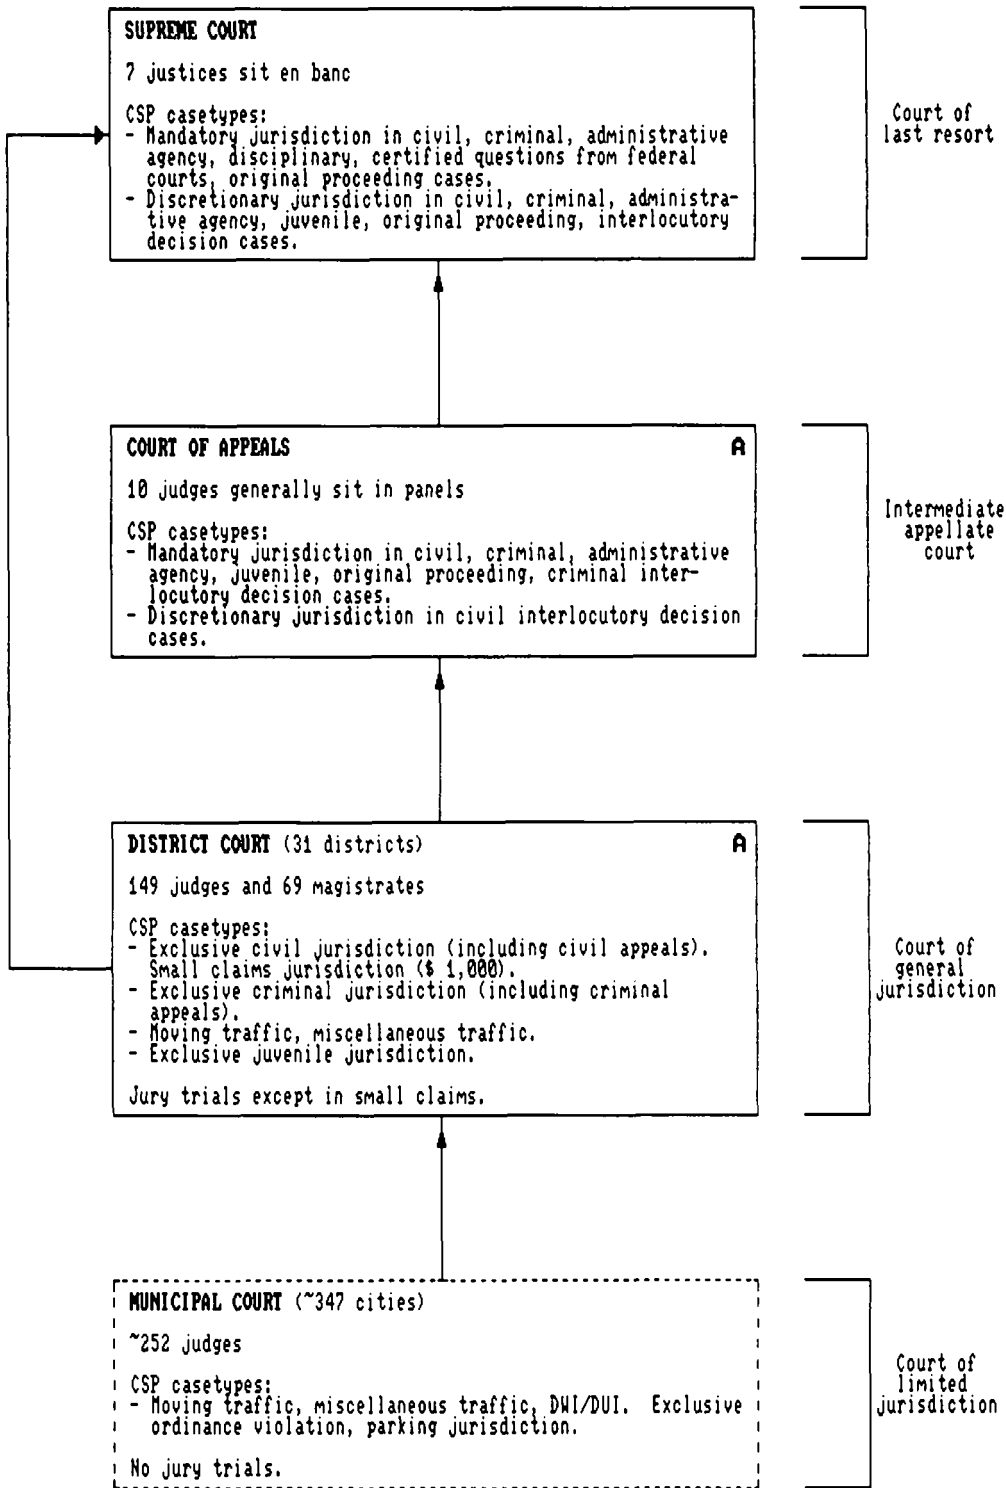 SUPREME COURT
7 justices sit en banc
CSP casetypes:
- Mandatory jurisdiction in civil, criminal, administrative
agency, disciplinary, certified questions from federal
courts, original proceeding cases.
- Discretionary jurisdiction in civil, criminal, administra-
tive agency, juvenile, original proceeding, interlocutory
decision cases.
Court of
last resort
COURT OF APPEALS A
10 judges generally sit in panels
CSP casetypes:
- Mandatory jurisdiction in civil, criminal, administrative
agency, juvenile, original proceeding, criminal inter-
locutory decision cases.
- Discretionary jurisdiction in civil interlocutory decision
cases.
Intermediate
appellate
court
DISTRICT COURT (31 districts) A
149 judges and 69 magistrates
CSP casetypes:
- Exclusive civil jurisdiction (including civil appeals).
Small claims jurisdiction ($ 1,000).
- Exclusive criminal jurisdiction (including criminal
appeals).
- Moving traffic, miscellaneous traffic.
- Exclusive juvenile jurisdiction.
Jury trials except in small claims.
Court of
general
jurisdiction
MUNICIPAL COURT (~347 cities)
~252 judges
CSP casetypes:
- Moving traffic, miscellaneous traffic, DWI/DUI. Exclusive
ordinance violation, parking jurisdiction.
No jury trials.
Court of
limited
jurisdiction